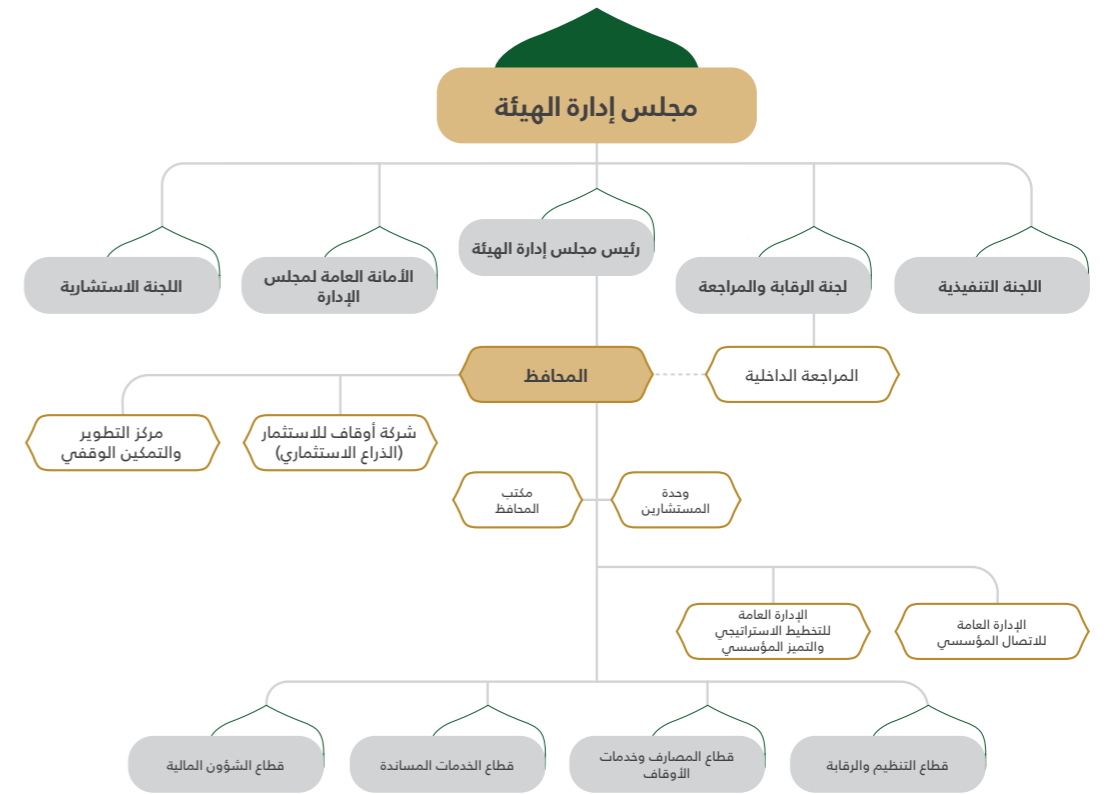 مجلس إدارة الهيئة
رئيس مجلس إدارة الهيئة
اللجنة التنفيذية
لجنة الرقابة والمراجعة
الأمانة العامة لمجلس
الإدارة
اللجنة الاستشارية
المراجعة الداخلية
المحافظ
شركة أوقاف للاستثمار
(الذراع الاستثماري)
مركز التطوير
والتمكين الوقفي
وحدة
المستشارين
مكتب
المحافظ
الإدارة العامة
للاتصال المؤسسي
الإدارة العامة
للتخطيط الاستراتيجي
والتميز المؤسسي
قطاع التنظيم والرقابة
قطاع المصارف وخدمات
الأوقاف
قطاع الخدمات المساندة
قطاع الشؤون المالية